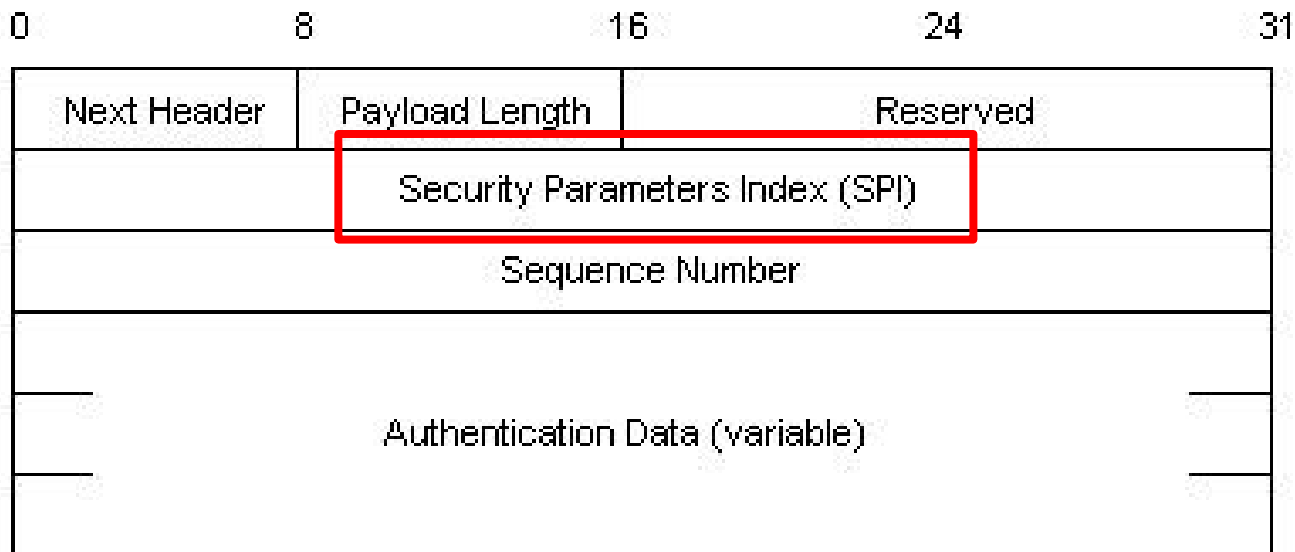 0 8 16 24 31
Next Header Payload Length Reserved
Security Parameters Index (SPI)
Sequence Number
Authentication Data (variable)